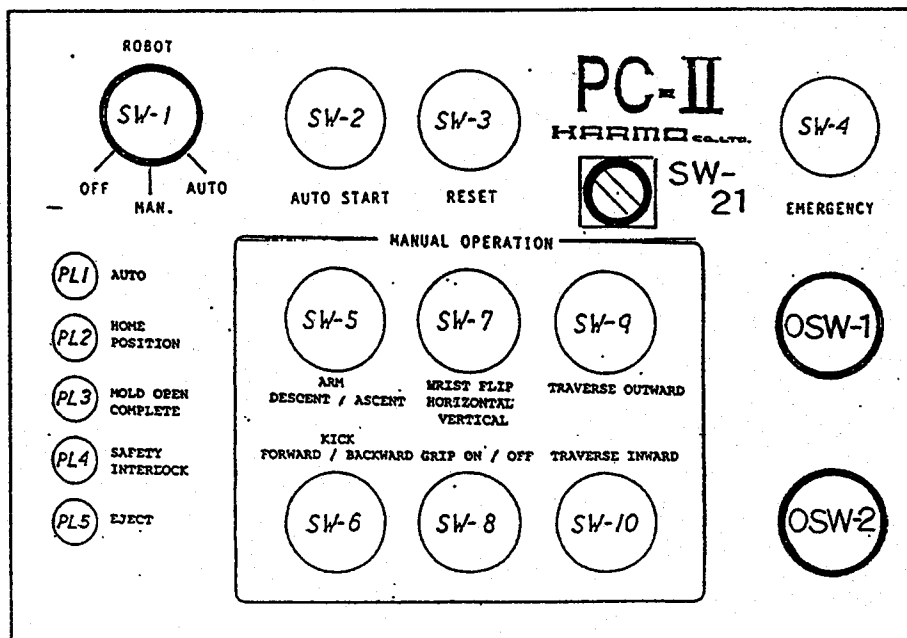 ROBOT
SW-1
OFF
MAN.
AUTO
SW-2
AUTO START
SW-3
RESET
PC-II
HARMO CO.,LTD.
SW-
21
SW-4
EMERGENCY
PL1 AUTO
PL2 HOME
POSITION
PL3 MOLD OPEN
COMPLETE
PL4 SAFETY
INTERLOCK
PL5 EJECT
MANUAL OPERATION
SW-5
ARM
DESCENT / ASCENT
SW-7
WRIST FLIP
HORIZONTAL
VERTICAL
SW-9
TRAVERSE OUTWARD
KICK
FORWARD / BACKWARD
SW-6
GRIP ON / OFF
SW-8
TRAVERSE INWARD
SW-10
OSW-1
OSW-2